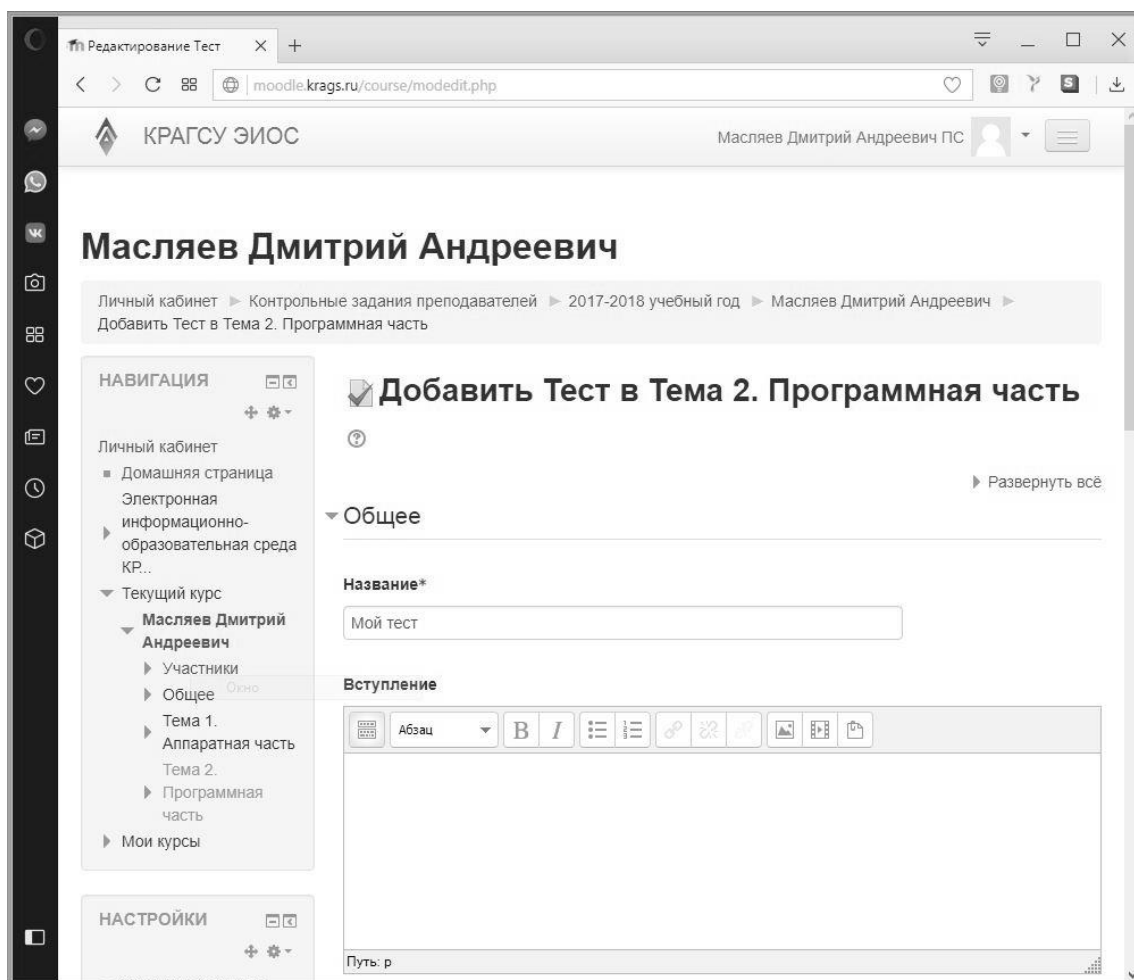 Редактирование Тест
moodle.krags.ru/course/modedit.php
S
КРАГСУ ЭИОС
Масляев Дмитрий Андреевич ПС
Масляев Дмитрий Андреевич
Личный кабинет Контрольные задания преподавателей 2017-2018 учебный год Масляев Дмитрий Андреевич
Добавить Тест в Тема 2. Программная часть
НАВИГАЦИЯ
Личный кабинет
Домашняя страница
Электронная
информационно-
образовательная среда
КР...
Текущий курс
Масляев Дмитрий
Андреевич
Участники
Общее
Окно
Тема 1.
Аппаратная часть
Тема 2.
Программная
часть
Мои курсы
НАСТРОЙКИ
Добавить Тест в Тема 2. Программная часть
Развернуть всё
Общее
Название*
Мой тест
Вступление
Абзац
B I
Путь: p